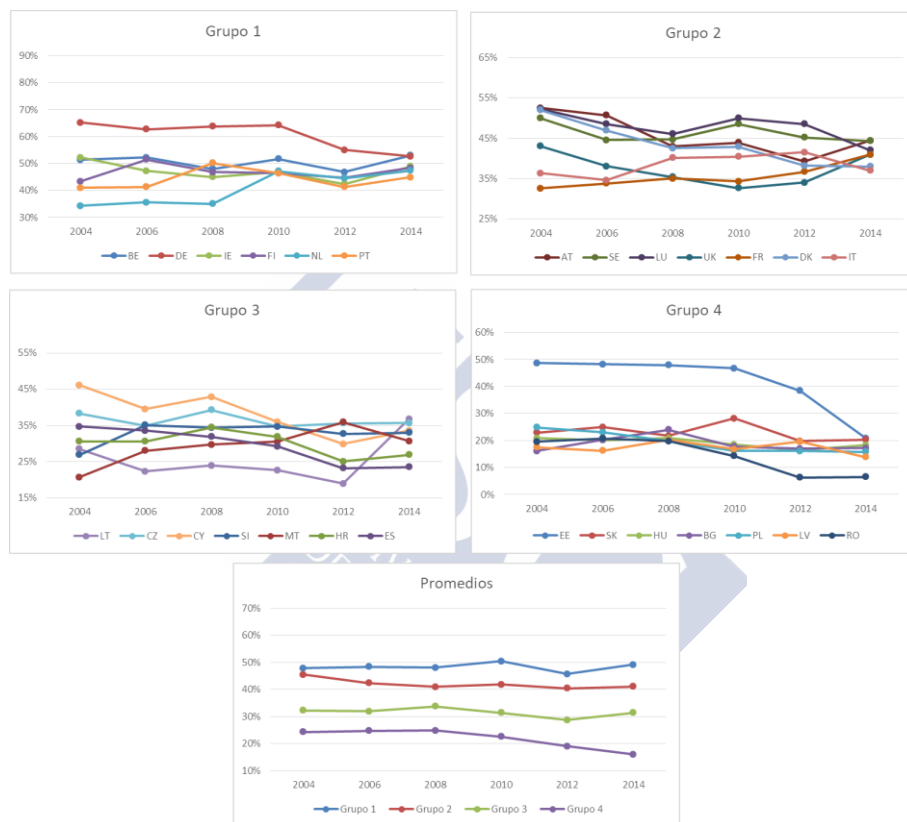 Grupo 1
90%
80%
70%
60%
50%
40%
30%
2004 2006 2008 2010 2012 2014
BE DE IE FI NL PT
Grupo 2
65%
55%
45%
35%
25%
2004 2006 2008 2010 2012 2014
AT SE LU UK FR DK IT
Grupo 3
55%
45%
35%
25%
15%
2004 2006 2008 2010 2012 2014
LT CZ CY SI MT HR ES
Grupo 4
60%
50%
40%
30%
20%
10%
0%
2004 2006 2008 2010 2012 2014
EE SK HU BG PL LV RO
Promedios
70%
60%
50%
40%
30%
20%
10%
2004 2006 2008 2010 2012 2014
Grupo 1 Grupo 2 Grupo 3 Grupo 4